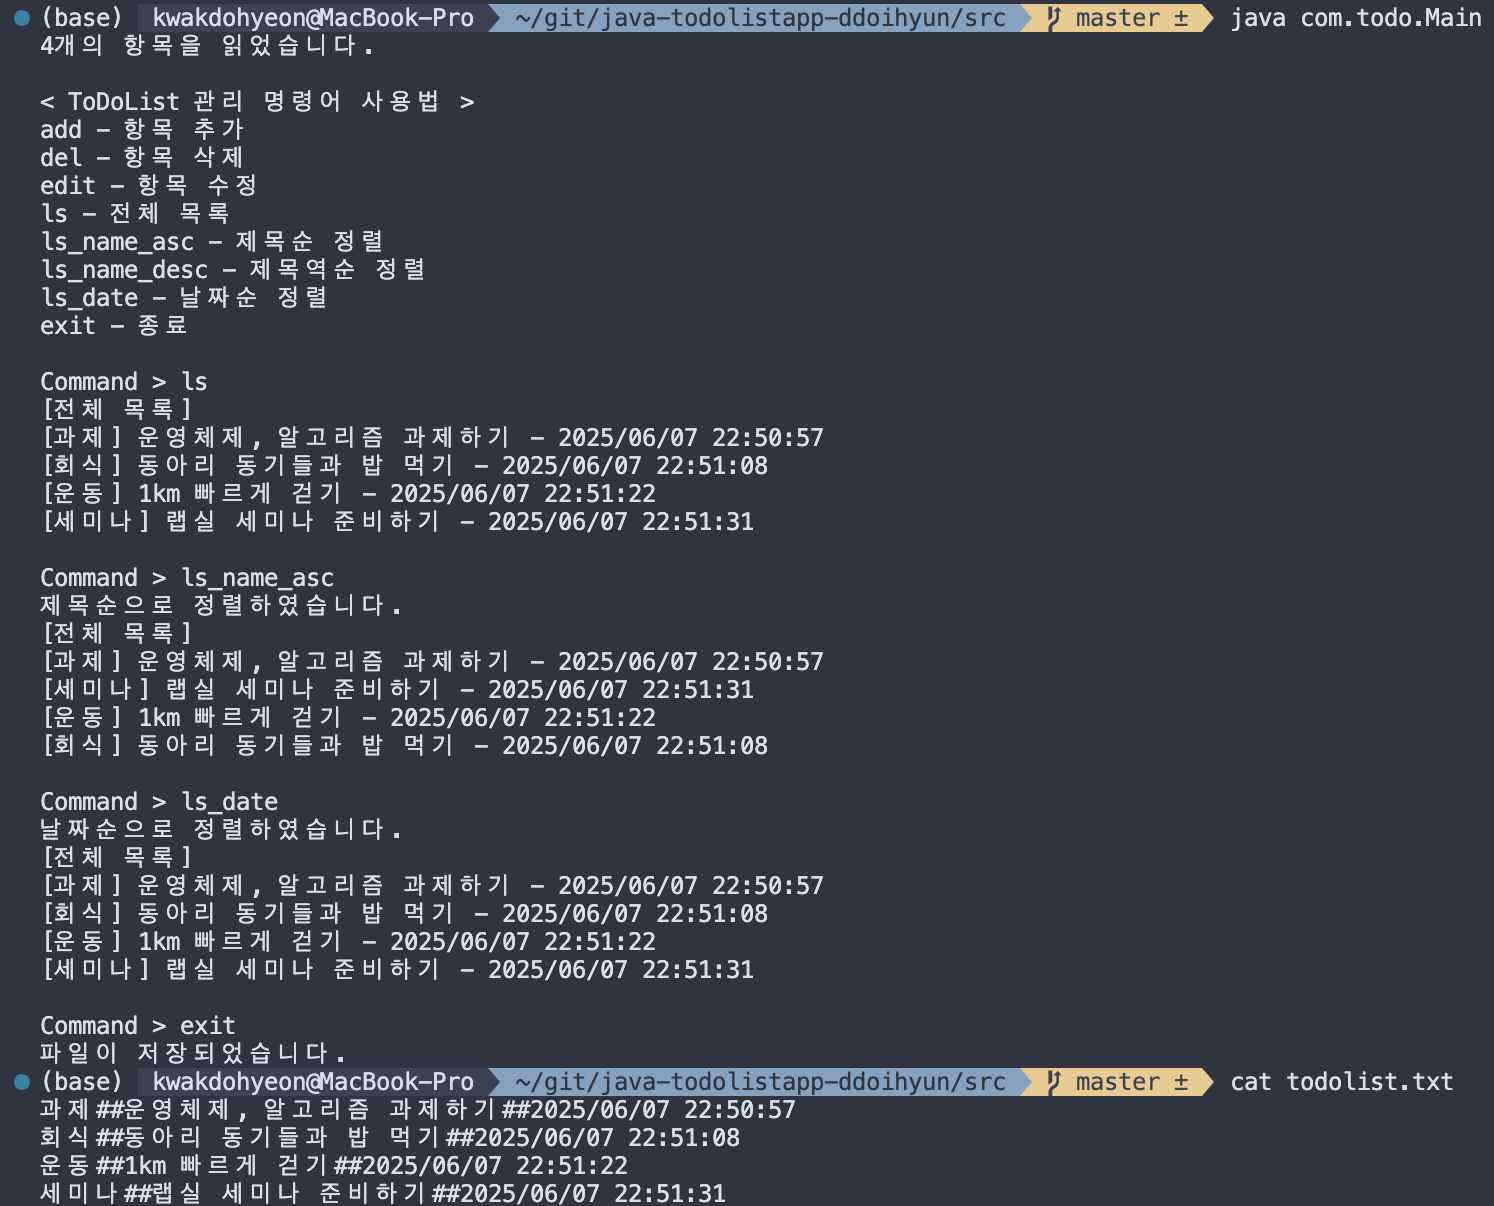 (base) kwakdohyeon@MacBook-Pro ~/git/java-todolistapp-ddoihyun/src master ± java com.todo.Main
4개의 항목을 읽었습니다.
< ToDoList 관리 명령어 사용법 >
add - 항목 추가
del - 항목 삭제
edit - 항목 수정
ls - 전체 목록
ls_name_asc - 제목순 정렬
ls_name_desc - 제목역순 정렬
ls_date - 날짜순 정렬
exit - 종료
Command > ls
[전체 목록]
[과제] 운영체제, 알고리즘 과제하기 - 2025/06/07 22:50:57
[회식] 동아리 동기들과 밥 먹기 - 2025/06/07 22:51:08
[운동] 1km 빠르게 걷기 - 2025/06/07 22:51:22
[세미나] 랩실 세미나 준비하기 - 2025/06/07 22:51:31
Command > ls_name_asc
제목순으로 정렬하였습니다.
[전체 목록]
[과제] 운영체제, 알고리즘 과제하기 - 2025/06/07 22:50:57
[세미나] 랩실 세미나 준비하기 - 2025/06/07 22:51:31
[운동] 1km 빠르게 걷기 - 2025/06/07 22:51:22
[회식] 동아리 동기들과 밥 먹기 - 2025/06/07 22:51:08
Command > ls_date
날짜순으로 정렬하였습니다.
[전체 목록]
[과제] 운영체제, 알고리즘 과제하기 - 2025/06/07 22:50:57
[회식] 동아리 동기들과 밥 먹기 - 2025/06/07 22:51:08
[운동] 1km 빠르게 걷기 - 2025/06/07 22:51:22
[세미나] 랩실 세미나 준비하기 - 2025/06/07 22:51:31
Command > exit
파일이 저장되었습니다.
(base) kwakdohyeon@MacBook-Pro ~/git/java-todolistapp-ddoihyun/src master ± cat todolist.txt
과제##운영체제, 알고리즘 과제하기##2025/06/07 22:50:57
회식##동아리 동기들과 밥 먹기##2025/06/07 22:51:08
운동##1km 빠르게 걷기##2025/06/07 22:51:22
세미나##랩실 세미나 준비하기##2025/06/07 22:51:31